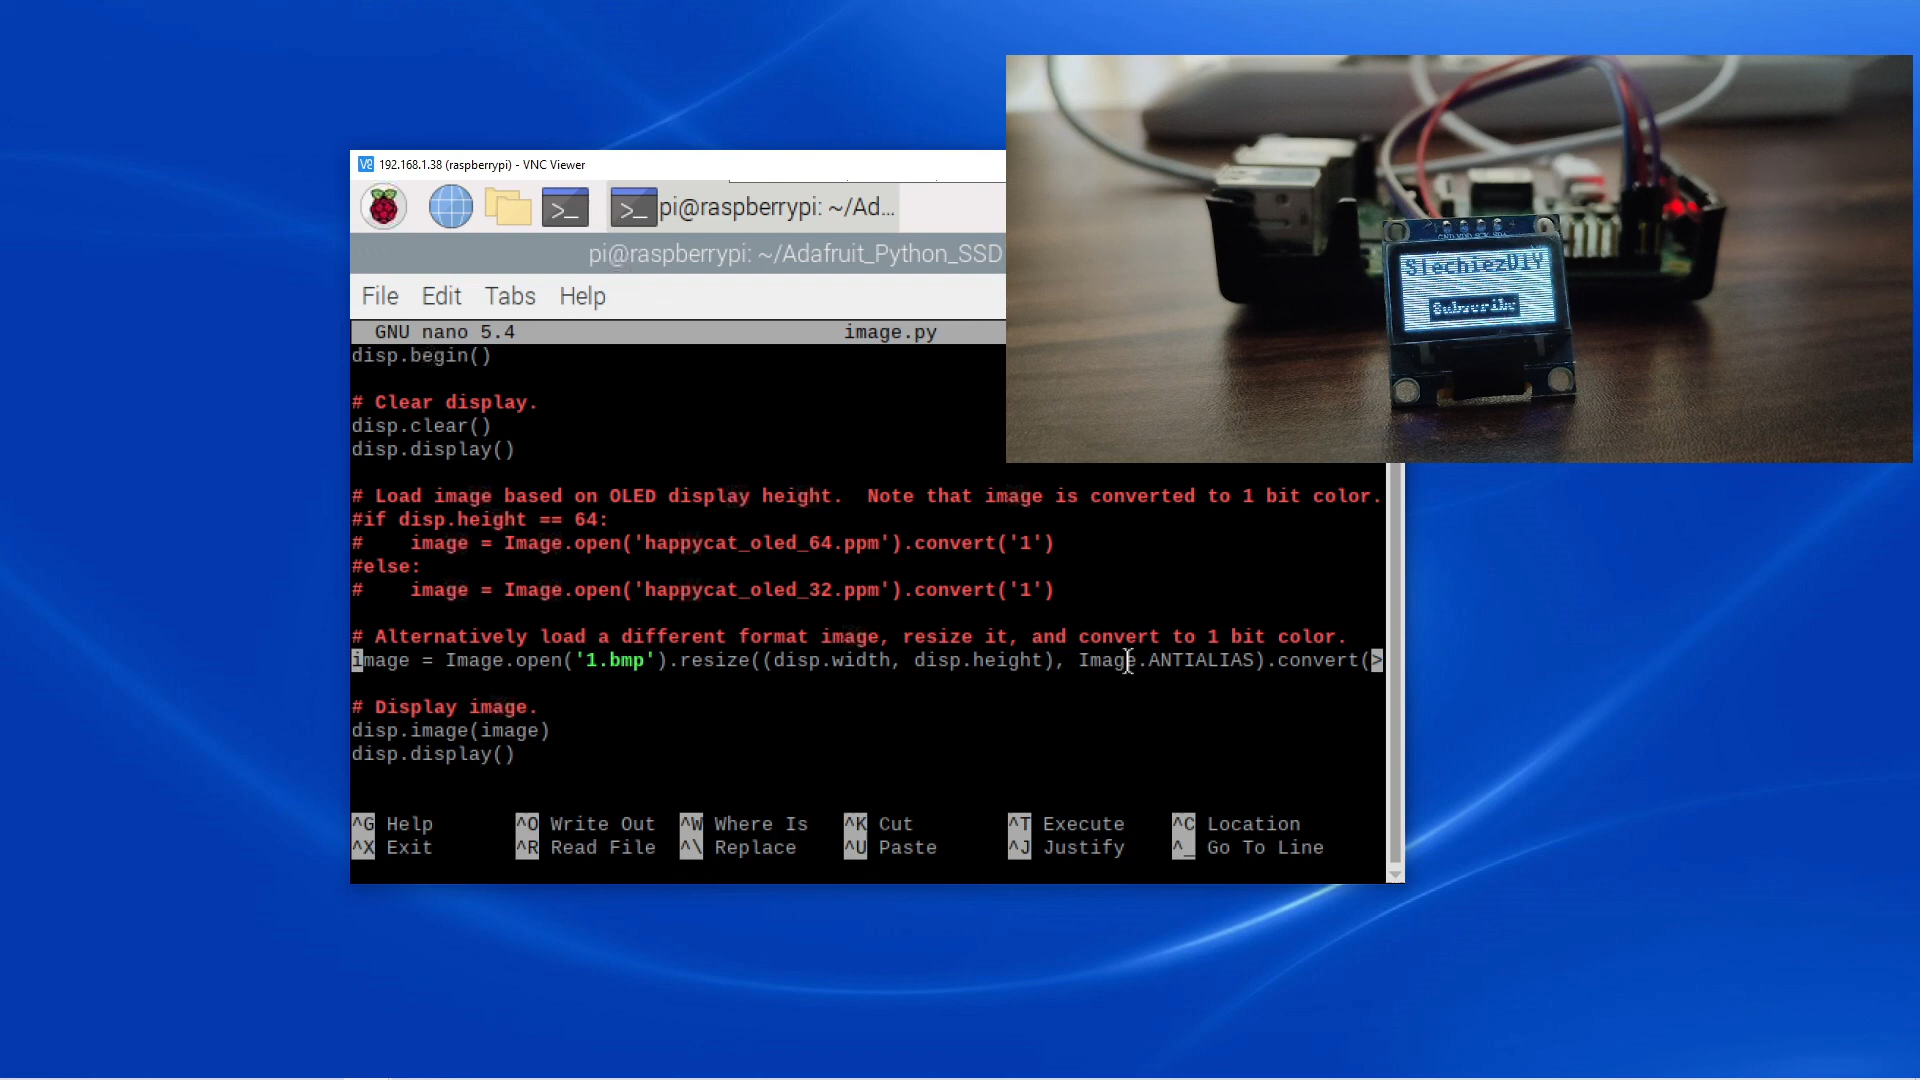 192.168.1.38 (raspberrypi) - VNC Viewer
pi@raspberrypi: ~/Ad...
pi@raspberrypi: ~/Adafruit_Python_SSD
File Edit Tabs Help
GNU nano 5.4 image.py
disp.begin()
# Clear display.
disp.clear()
disp.display()
# Load image based on OLED display height.  Note that image is converted to 1 bit color.
#if disp.height == 64:
#    image = Image.open('happycat_oled_64.ppm').convert('1')
#else:
#    image = Image.open('happycat_oled_32.ppm').convert('1')
# Alternatively load a different format image, resize it, and convert to 1 bit color.
image = Image.open('1.bmp').resize((disp.width, disp.height), Image.ANTIALIAS).convert(>
# Display image.
disp.image(image)
disp.display()
^G Help ^O Write Out ^W Where Is ^K Cut ^T Execute ^C Location
^X Exit ^R Read File ^\ Replace ^U Paste ^J Justify ^_ Go To Line
SlechiezDIY
Subscribe
GND VDD SCK SDA